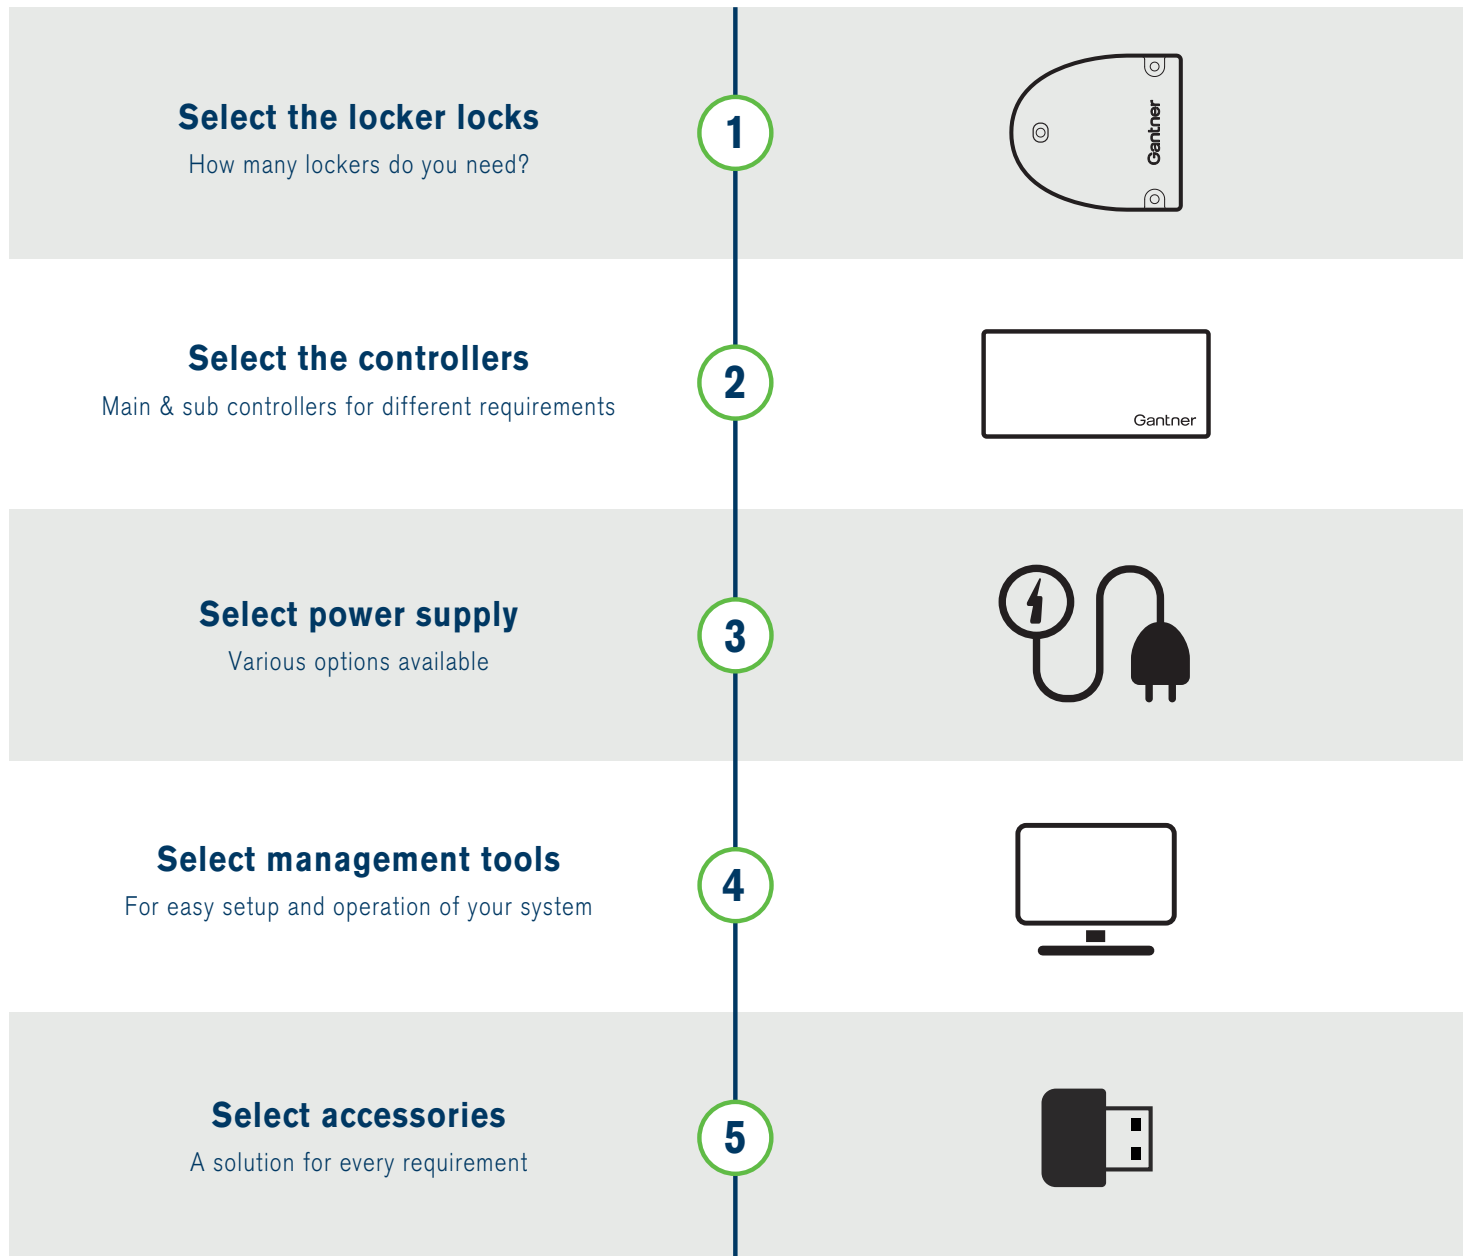 Select the locker locks
How many lockers do you need?
1
Gantner
Select the controllers
Main & sub controllers for different requirements
2
Gantner
Select power supply
Various options available
3
Select management tools
For easy setup and operation of your system
4
Select accessories
A solution for every requirement
5